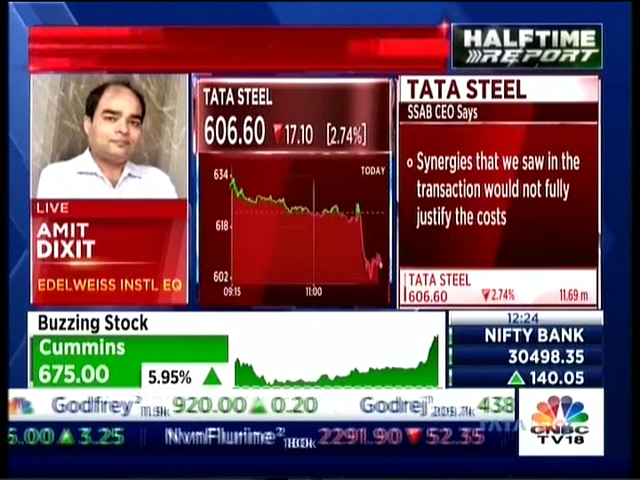 HALFTIME
REPORT
TATA STEEL
606.60 ▼ 17.10 [2.74%]
TODAY
634
618
602
09:15
11:00
TATA STEEL
SSAB CEO Says
Synergies that we saw in the
transaction would not fully
justify the costs
TATA STEEL
606.60 ▼2.74% 11.69 m
LIVE
AMIT
DIXIT
EDELWEISS INSTL EQ
Buzzing Stock
Cummins
675.00 5.95% ▲
12:24
NIFTY BANK
30498.35
▲ 140.05
Godfrey 920.00 ▲ 0.20 Godrej 438
5.00 ▲ 3.25 2291.90 ▼ 52.35
CNBC
TV18